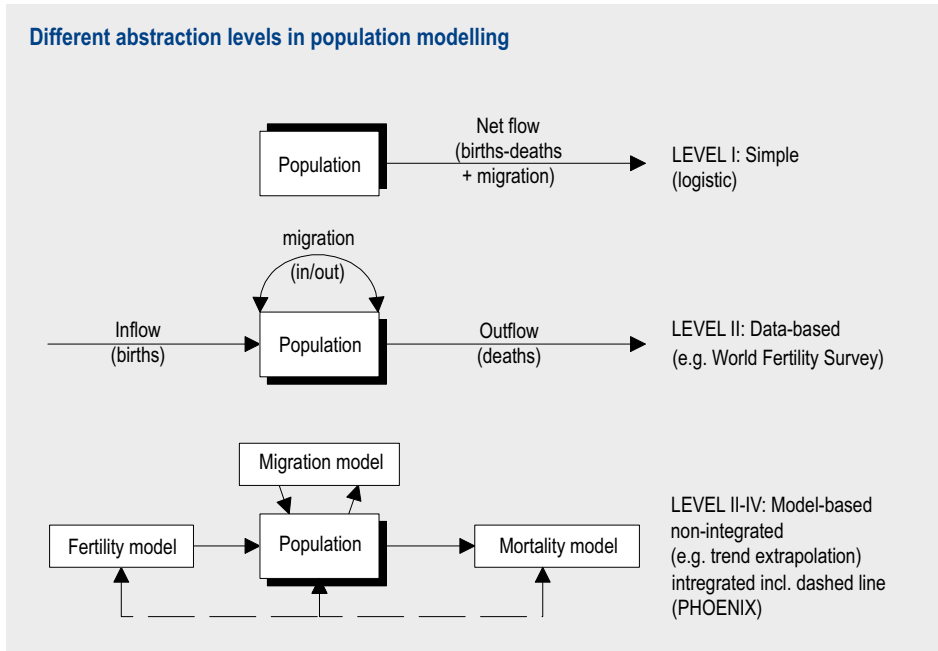 Different abstraction levels in population modelling
Population
Net flow
(births-deaths
+ migration)
LEVEL I: Simple
(logistic)
migration
(in/out)
Inflow
(births)
Population
Outflow
(deaths)
LEVEL II: Data-based
(e.g. World Fertility Survey)
Migration model
Fertility model
Population
Mortality model
LEVEL II-IV: Model-based
non-integrated
(e.g. trend extrapolation)
intregrated incl. dashed line
(PHOENIX)